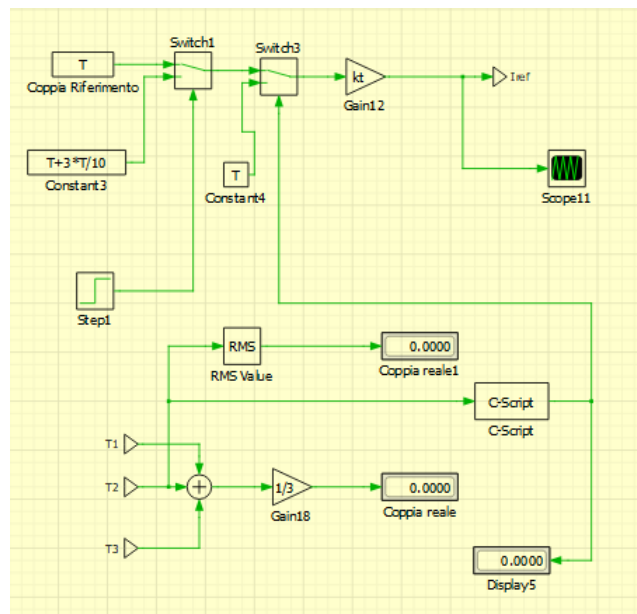 Switch1
Switch3
T
Coppia Riferimento
kt
Iref
Gain12
T+3*T/10
Constant3
T
Constant4
Scope11
Step1
RMS
0.0000
RMS Value
Coppia reale1
C-Script
C-Script
T1
T2
1/3
0.0000
Gain18
Coppia reale
T3
0.0000
Display5